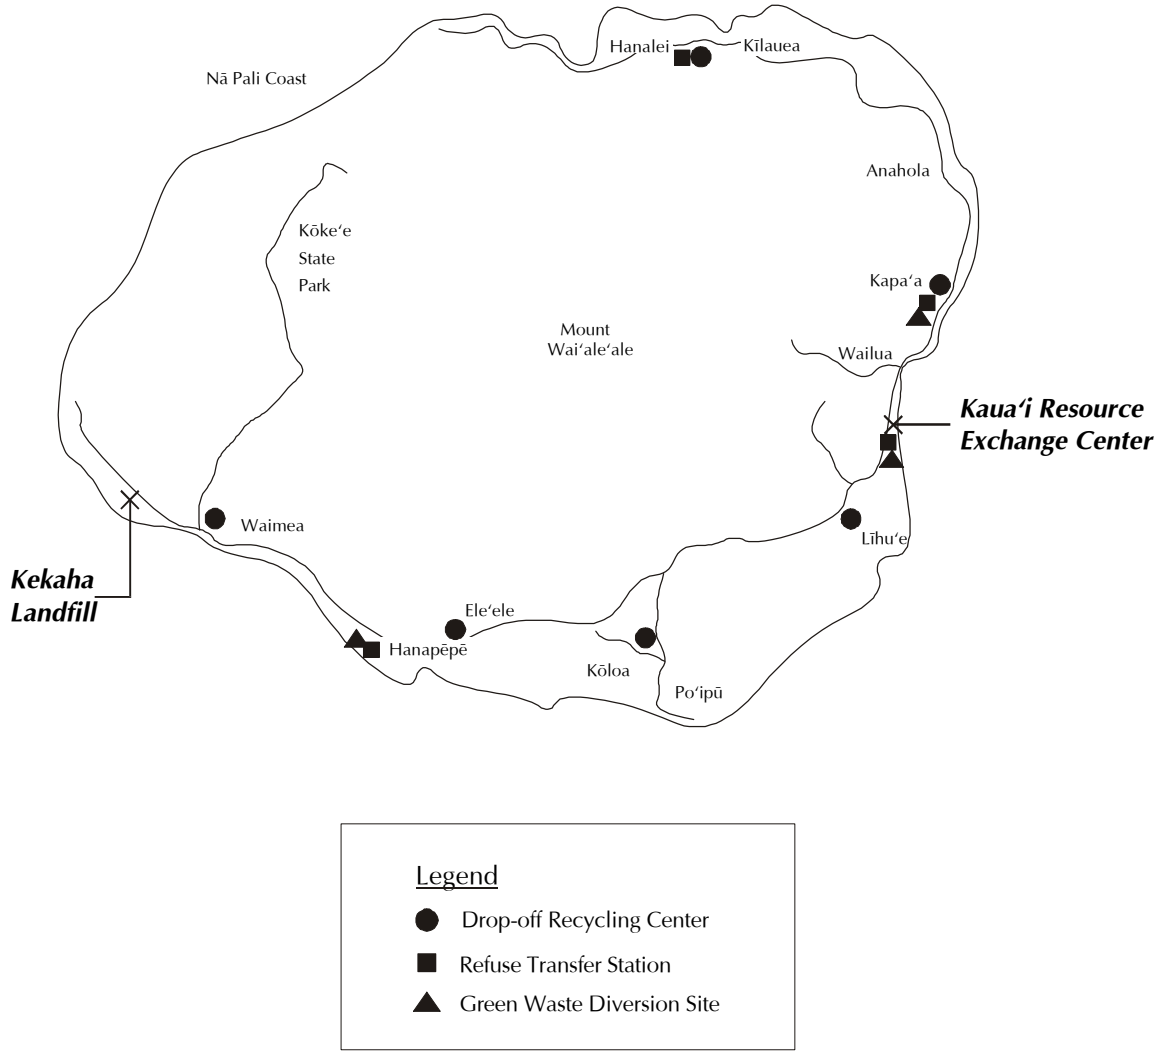 Hanalei
Kīlauea
Nā Pali Coast
Anahola
Kōke‘e
State
Park
Kapa‘a
Mount
Wai‘ale‘ale
Wailua
Kaua‘i Resource
Exchange Center
Waimea
Līhu‘e
Kekaha
Landfill
Ele‘ele
Hanapēpē
Kōloa
Po‘ipū
Legend
Drop-off Recycling Center
Refuse Transfer Station
Green Waste Diversion Site